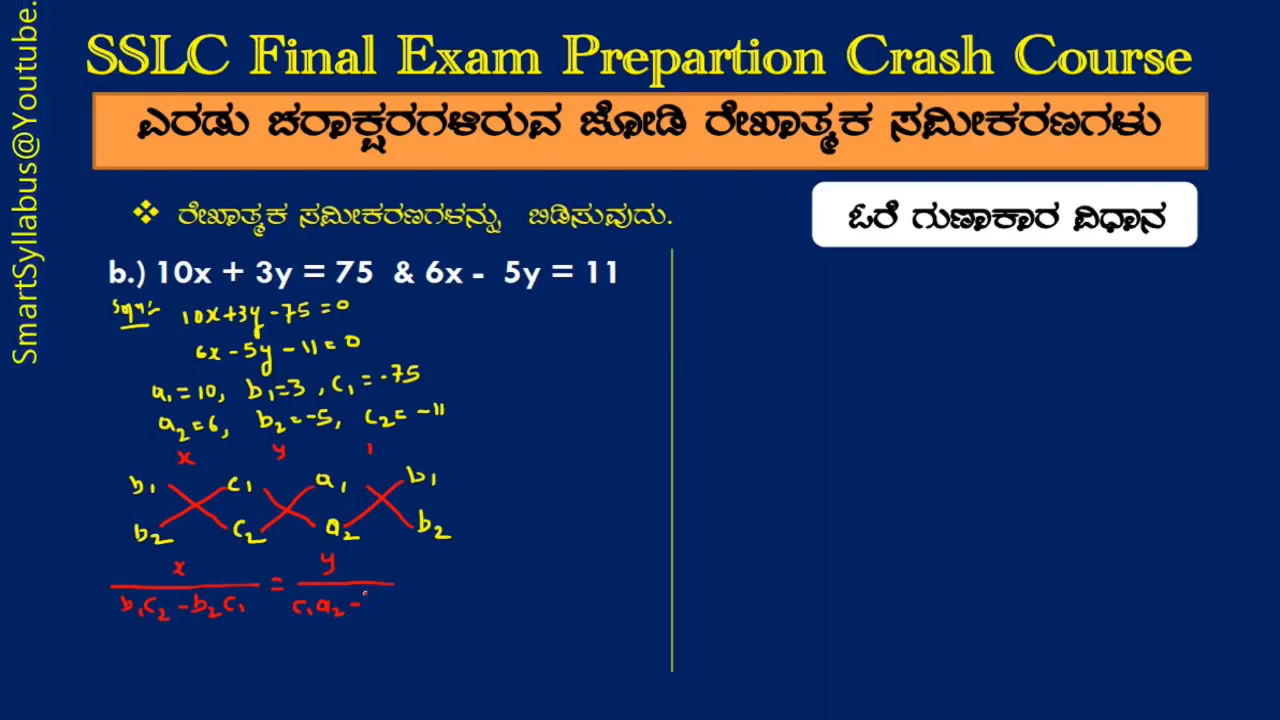 SmartSyllabus@Youtube.
SSLC Final Exam Prepartion Crash Course
ಎರಡು ಚರಾಕ್ಷರಗಳಿರುವ ಜೋಡಿ ರೇಖಾತ್ಮಕ ಸಮೀಕರಣಗಳು
❖ ರೇಖಾತ್ಮಕ ಸಮೀಕರಣಗಳನ್ನು ಬಿಡಿಸುವುದು.
ಓರೆ ಗುಣಾಕಾರ ವಿಧಾನ
b.) 10x + 3y = 75 & 6x - 5y = 11
10x+3y-75=0
6x-5y-11=0
a₁=10, b₁=3, c₁=-75
a₂=6, b₂=-5, c₂=-11
x y 1
b₁ c₁ a₁ b₁
b₂ c₂ a₂ b₂
x = y
b₁c₂-b₂c₁ c₁a₂-